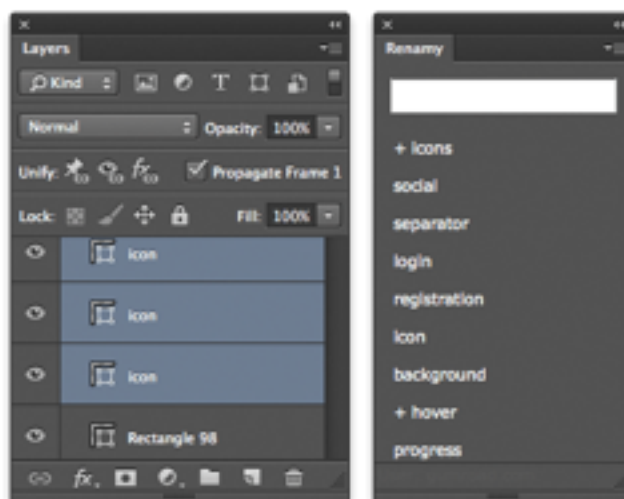 Layers
Kind
Normal
Opacity: 100%
Unify:
Propagate Frame 1
Lock:
Fill: 100%
icon
icon
icon
Rectangle 98
fx
Renamy
+ icons
social
separator
login
registration
icon
background
+ hover
progress